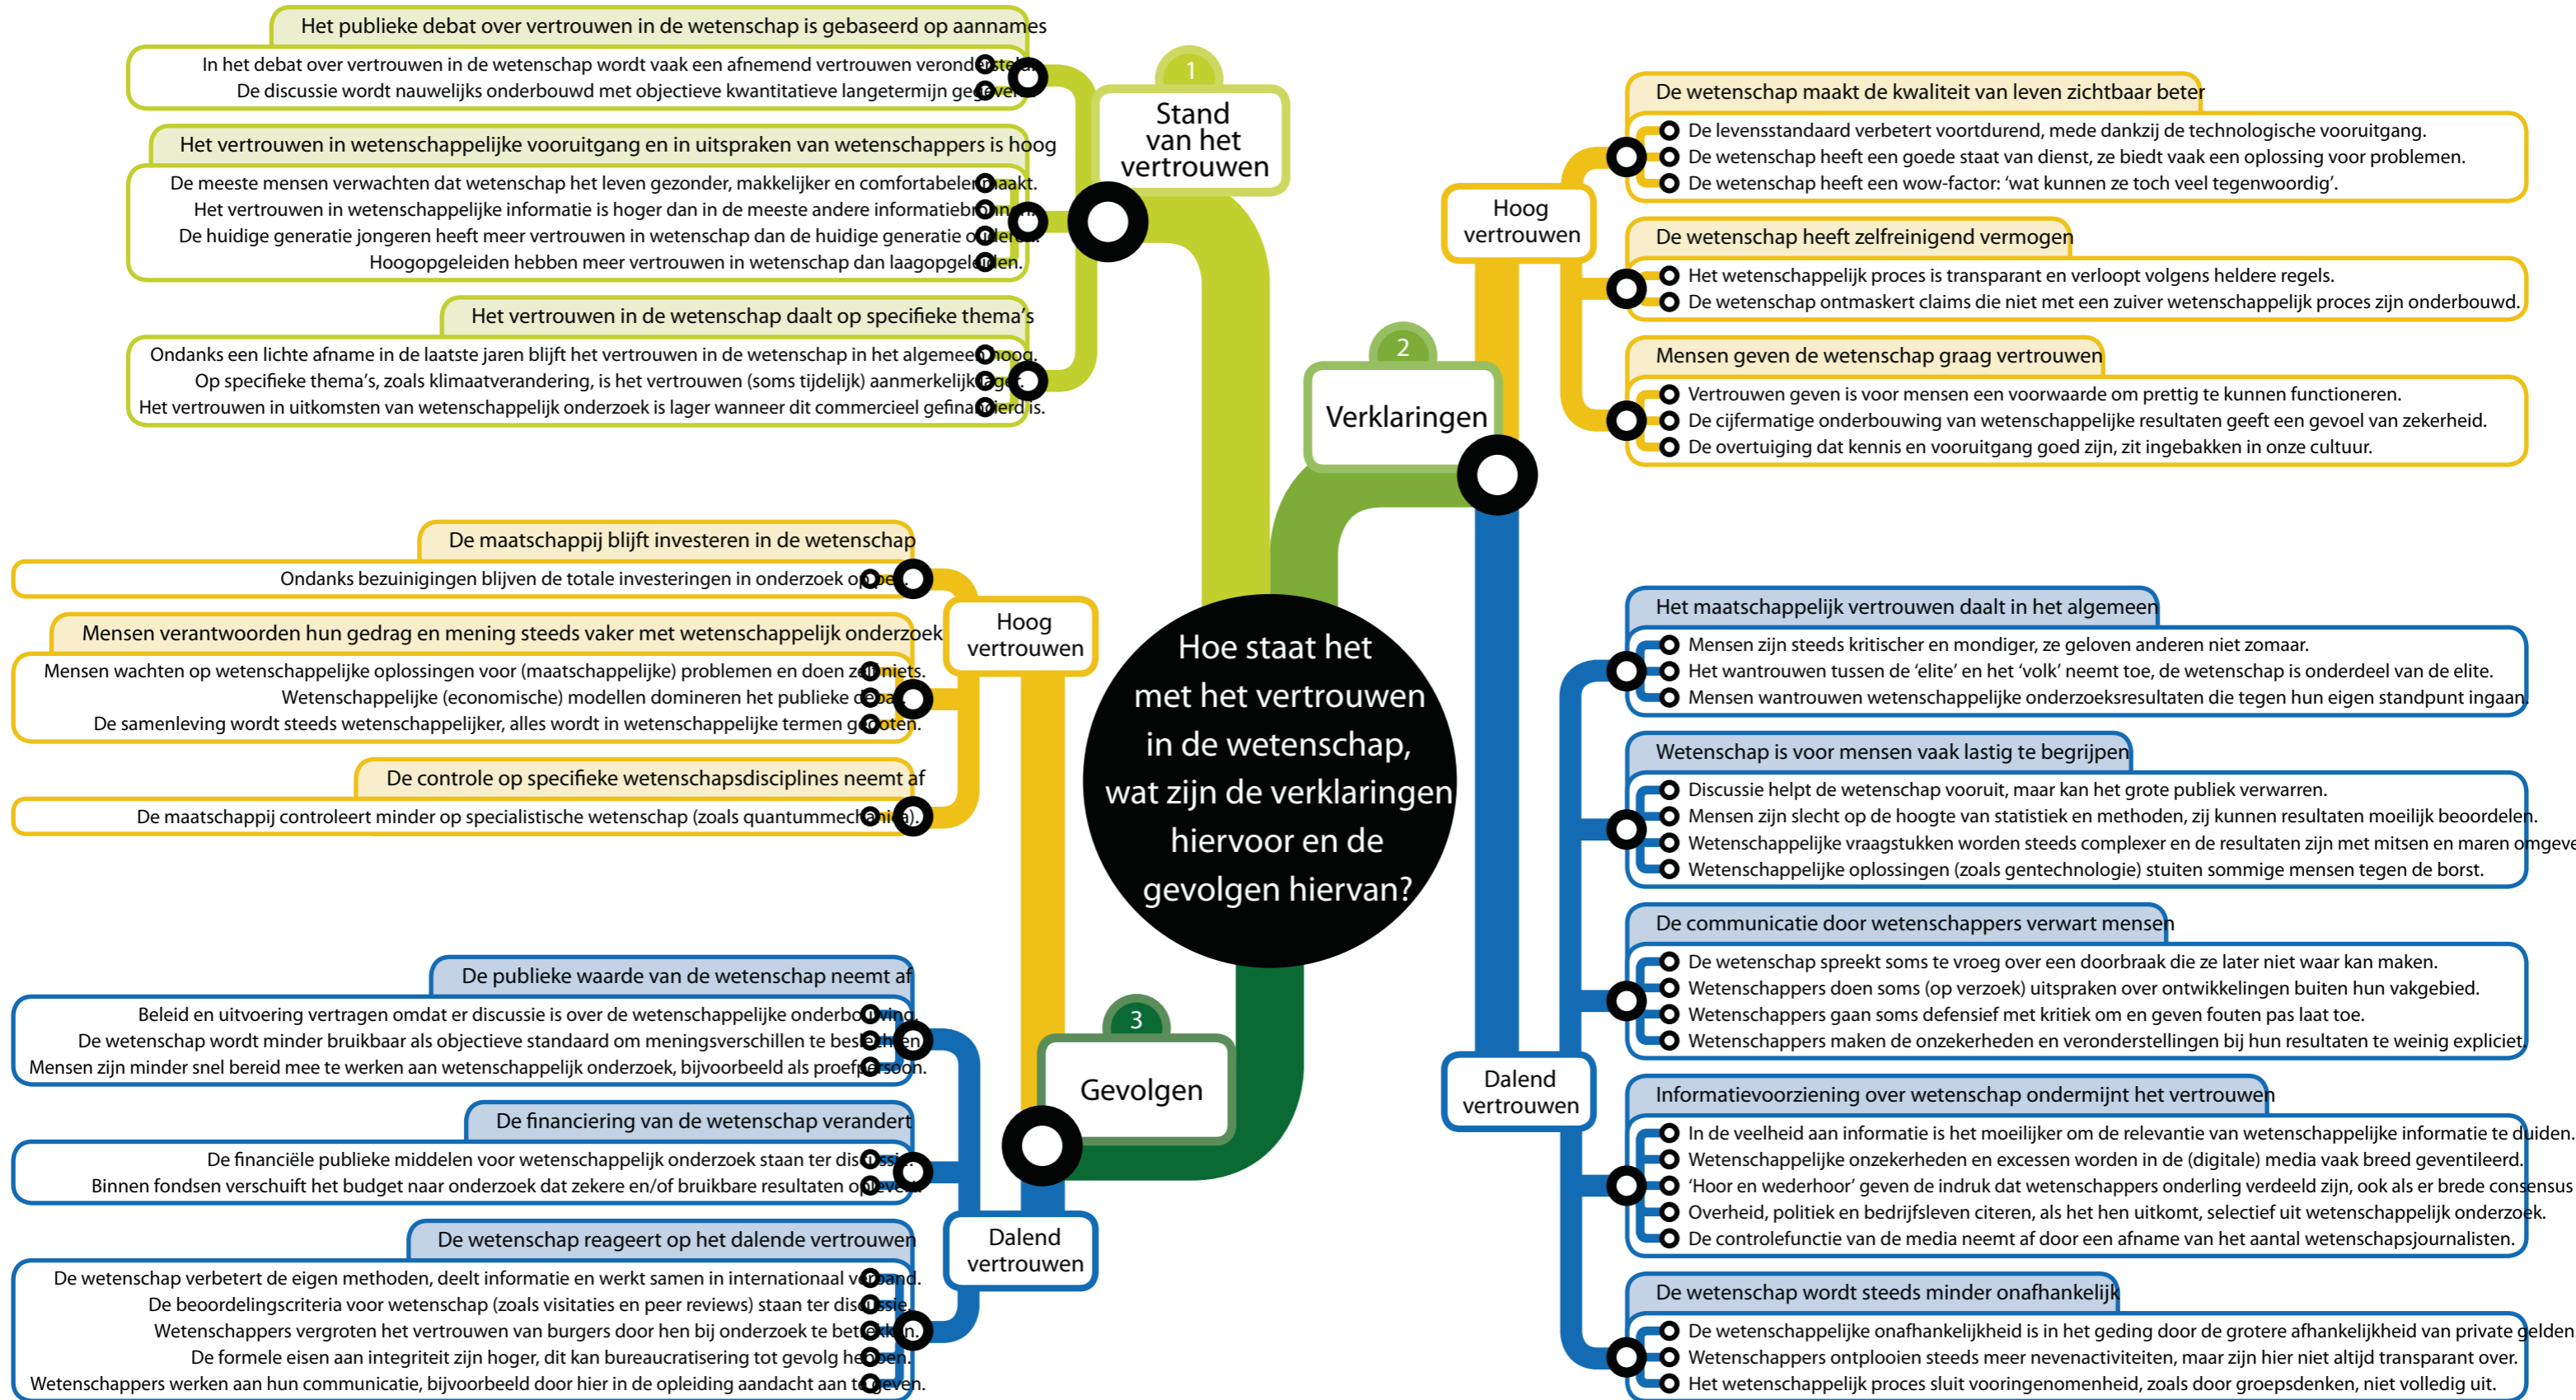 Hoe staat het
met het vertrouwen
in de wetenschap,
wat zijn de verklaringen
hiervoor en de
gevolgen hiervan?
1
Stand
van het
vertrouwen
Het publieke debat over vertrouwen in de wetenschap is gebaseerd op aannames
In het debat over vertrouwen in de wetenschap wordt vaak een afnemend vertrouwen verondersteld.
De discussie wordt nauwelijks onderbouwd met objectieve kwantitatieve langetermijn gegevens.
Het vertrouwen in wetenschappelijke vooruitgang en in uitspraken van wetenschappers is hoog
De meeste mensen verwachten dat wetenschap het leven gezonder, makkelijker en comfortabeler maakt.
Het vertrouwen in wetenschappelijke informatie is hoger dan in de meeste andere informatiebronnen.
De huidige generatie jongeren heeft meer vertrouwen in wetenschap dan de huidige generatie ouderen.
Hoogopgeleiden hebben meer vertrouwen in wetenschap dan laagopgeleiden.
Het vertrouwen in de wetenschap daalt op specifieke thema's
Ondanks een lichte afname in de laatste jaren blijft het vertrouwen in de wetenschap in het algemeen hoog.
Op specifieke thema's, zoals klimaatverandering, is het vertrouwen (soms tijdelijk) aanmerkelijk lager.
Het vertrouwen in uitkomsten van wetenschappelijk onderzoek is lager wanneer dit commercieel gefinancierd is.
2
Verklaringen
Hoog
vertrouwen
De wetenschap maakt de kwaliteit van leven zichtbaar beter
De levensstandaard verbetert voortdurend, mede dankzij de technologische vooruitgang.
De wetenschap heeft een goede staat van dienst, ze biedt vaak een oplossing voor problemen.
De wetenschap heeft een wow-factor: 'wat kunnen ze toch veel tegenwoordig'.
De wetenschap heeft zelfreinigend vermogen
Het wetenschappelijk proces is transparant en verloopt volgens heldere regels.
De wetenschap ontmaskert claims die niet met een zuiver wetenschappelijk proces zijn onderbouwd.
Mensen geven de wetenschap graag vertrouwen
Vertrouwen geven is voor mensen een voorwaarde om prettig te kunnen functioneren.
De cijfermatige onderbouwing van wetenschappelijke resultaten geeft een gevoel van zekerheid.
De overtuiging dat kennis en vooruitgang goed zijn, zit ingebakken in onze cultuur.
Dalend
vertrouwen
Het maatschappelijk vertrouwen daalt in het algemeen
Mensen zijn steeds kritischer en mondiger, ze geloven anderen niet zomaar.
Het wantrouwen tussen de 'elite' en het 'volk' neemt toe, de wetenschap is onderdeel van de elite.
Mensen wantrouwen wetenschappelijke onderzoeksresultaten die tegen hun eigen standpunt ingaan.
Wetenschap is voor mensen vaak lastig te begrijpen
Discussie helpt de wetenschap vooruit, maar kan het grote publiek verwarren.
Mensen zijn slecht op de hoogte van statistiek en methoden, zij kunnen resultaten moeilijk beoordelen.
Wetenschappelijke vraagstukken worden steeds complexer en de resultaten zijn met mitsen en maren omgeve
Wetenschappelijke oplossingen (zoals gentechnologie) stuiten sommige mensen tegen de borst.
De communicatie door wetenschappers verwart mensen
De wetenschap spreekt soms te vroeg over een doorbraak die ze later niet waar kan maken.
Wetenschappers doen soms (op verzoek) uitspraken over ontwikkelingen buiten hun vakgebied.
Wetenschappers gaan soms defensief met kritiek om en geven fouten pas laat toe.
Wetenschappers maken de onzekerheden en veronderstellingen bij hun resultaten te weinig expliciet.
Informatievoorziening over wetenschap ondermijnt het vertrouwen
In de veelheid aan informatie is het moeilijker om de relevantie van wetenschappelijke informatie te duiden.
Wetenschappelijke onzekerheden en excessen worden in de (digitale) media vaak breed geventileerd.
'Hoor en wederhoor' geven de indruk dat wetenschappers onderling verdeeld zijn, ook als er brede consensus
Overheid, politiek en bedrijfsleven citeren, als het hen uitkomt, selectief uit wetenschappelijk onderzoek.
De controlefunctie van de media neemt af door een afname van het aantal wetenschapsjournalisten.
De wetenschap wordt steeds minder onafhankelijk
De wetenschappelijke onafhankelijkheid is in het geding door de grotere afhankelijkheid van private gelden
Wetenschappers ontplooien steeds meer nevenactiviteiten, maar zijn hier niet altijd transparant over.
Het wetenschappelijk proces sluit vooringenomenheid, zoals door groepsdenken, niet volledig uit.
3
Gevolgen
Hoog
vertrouwen
De maatschappij blijft investeren in de wetenschap
Ondanks bezuinigingen blijven de totale investeringen in onderzoek op peil.
Mensen verantwoorden hun gedrag en mening steeds vaker met wetenschappelijk onderzoek
Mensen wachten op wetenschappelijke oplossingen voor (maatschappelijke) problemen en doen zelf niets.
Wetenschappelijke (economische) modellen domineren het publieke debat.
De samenleving wordt steeds wetenschappelijker, alles wordt in wetenschappelijke termen gegoten.
De controle op specifieke wetenschapsdisciplines neemt af
De maatschappij controleert minder op specialistische wetenschap (zoals quantummechanica).
Dalend
vertrouwen
De publieke waarde van de wetenschap neemt af
Beleid en uitvoering vertragen omdat er discussie is over de wetenschappelijke onderbouwing.
De wetenschap wordt minder bruikbaar als objectieve standaard om meningsverschillen te beslechten.
Mensen zijn minder snel bereid mee te werken aan wetenschappelijk onderzoek, bijvoorbeeld als proefpersoon.
De financiering van de wetenschap verandert
De financiële publieke middelen voor wetenschappelijk onderzoek staan ter discussie.
Binnen fondsen verschuift het budget naar onderzoek dat zekere en/of bruikbare resultaten oplevert.
De wetenschap reageert op het dalende vertrouwen
De wetenschap verbetert de eigen methoden, deelt informatie en werkt samen in internationaal verband.
De beoordelingscriteria voor wetenschap (zoals visitaties en peer reviews) staan ter discussie.
Wetenschappers vergroten het vertrouwen van burgers door hen bij onderzoek te betrekken.
De formele eisen aan integriteit zijn hoger, dit kan bureaucratisering tot gevolg hebben.
Wetenschappers werken aan hun communicatie, bijvoorbeeld door hier in de opleiding aandacht aan te geven.